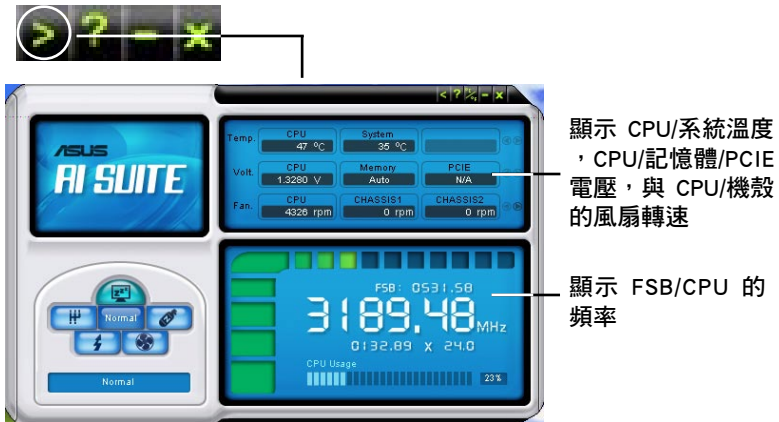 > ? - x
< ? °C/°F - x
ASUS
AI SUITE
Temp. CPU System
47 °C 35 °C
Volt. CPU Memory PCIE
1.3280 V Auto N/A
Fan. CPU CHASSIS1 CHASSIS2
4326 rpm 0 rpm 0 rpm
顯示 CPU/系統溫度
，CPU/記憶體/PCIE
電壓，與 CPU/機殼
的風扇轉速
FSB: 0531.58
3189.48 MHz
0132.89 x 24.0
CPU Usage
23%
顯示 FSB/CPU 的
頻率
Normal
Normal